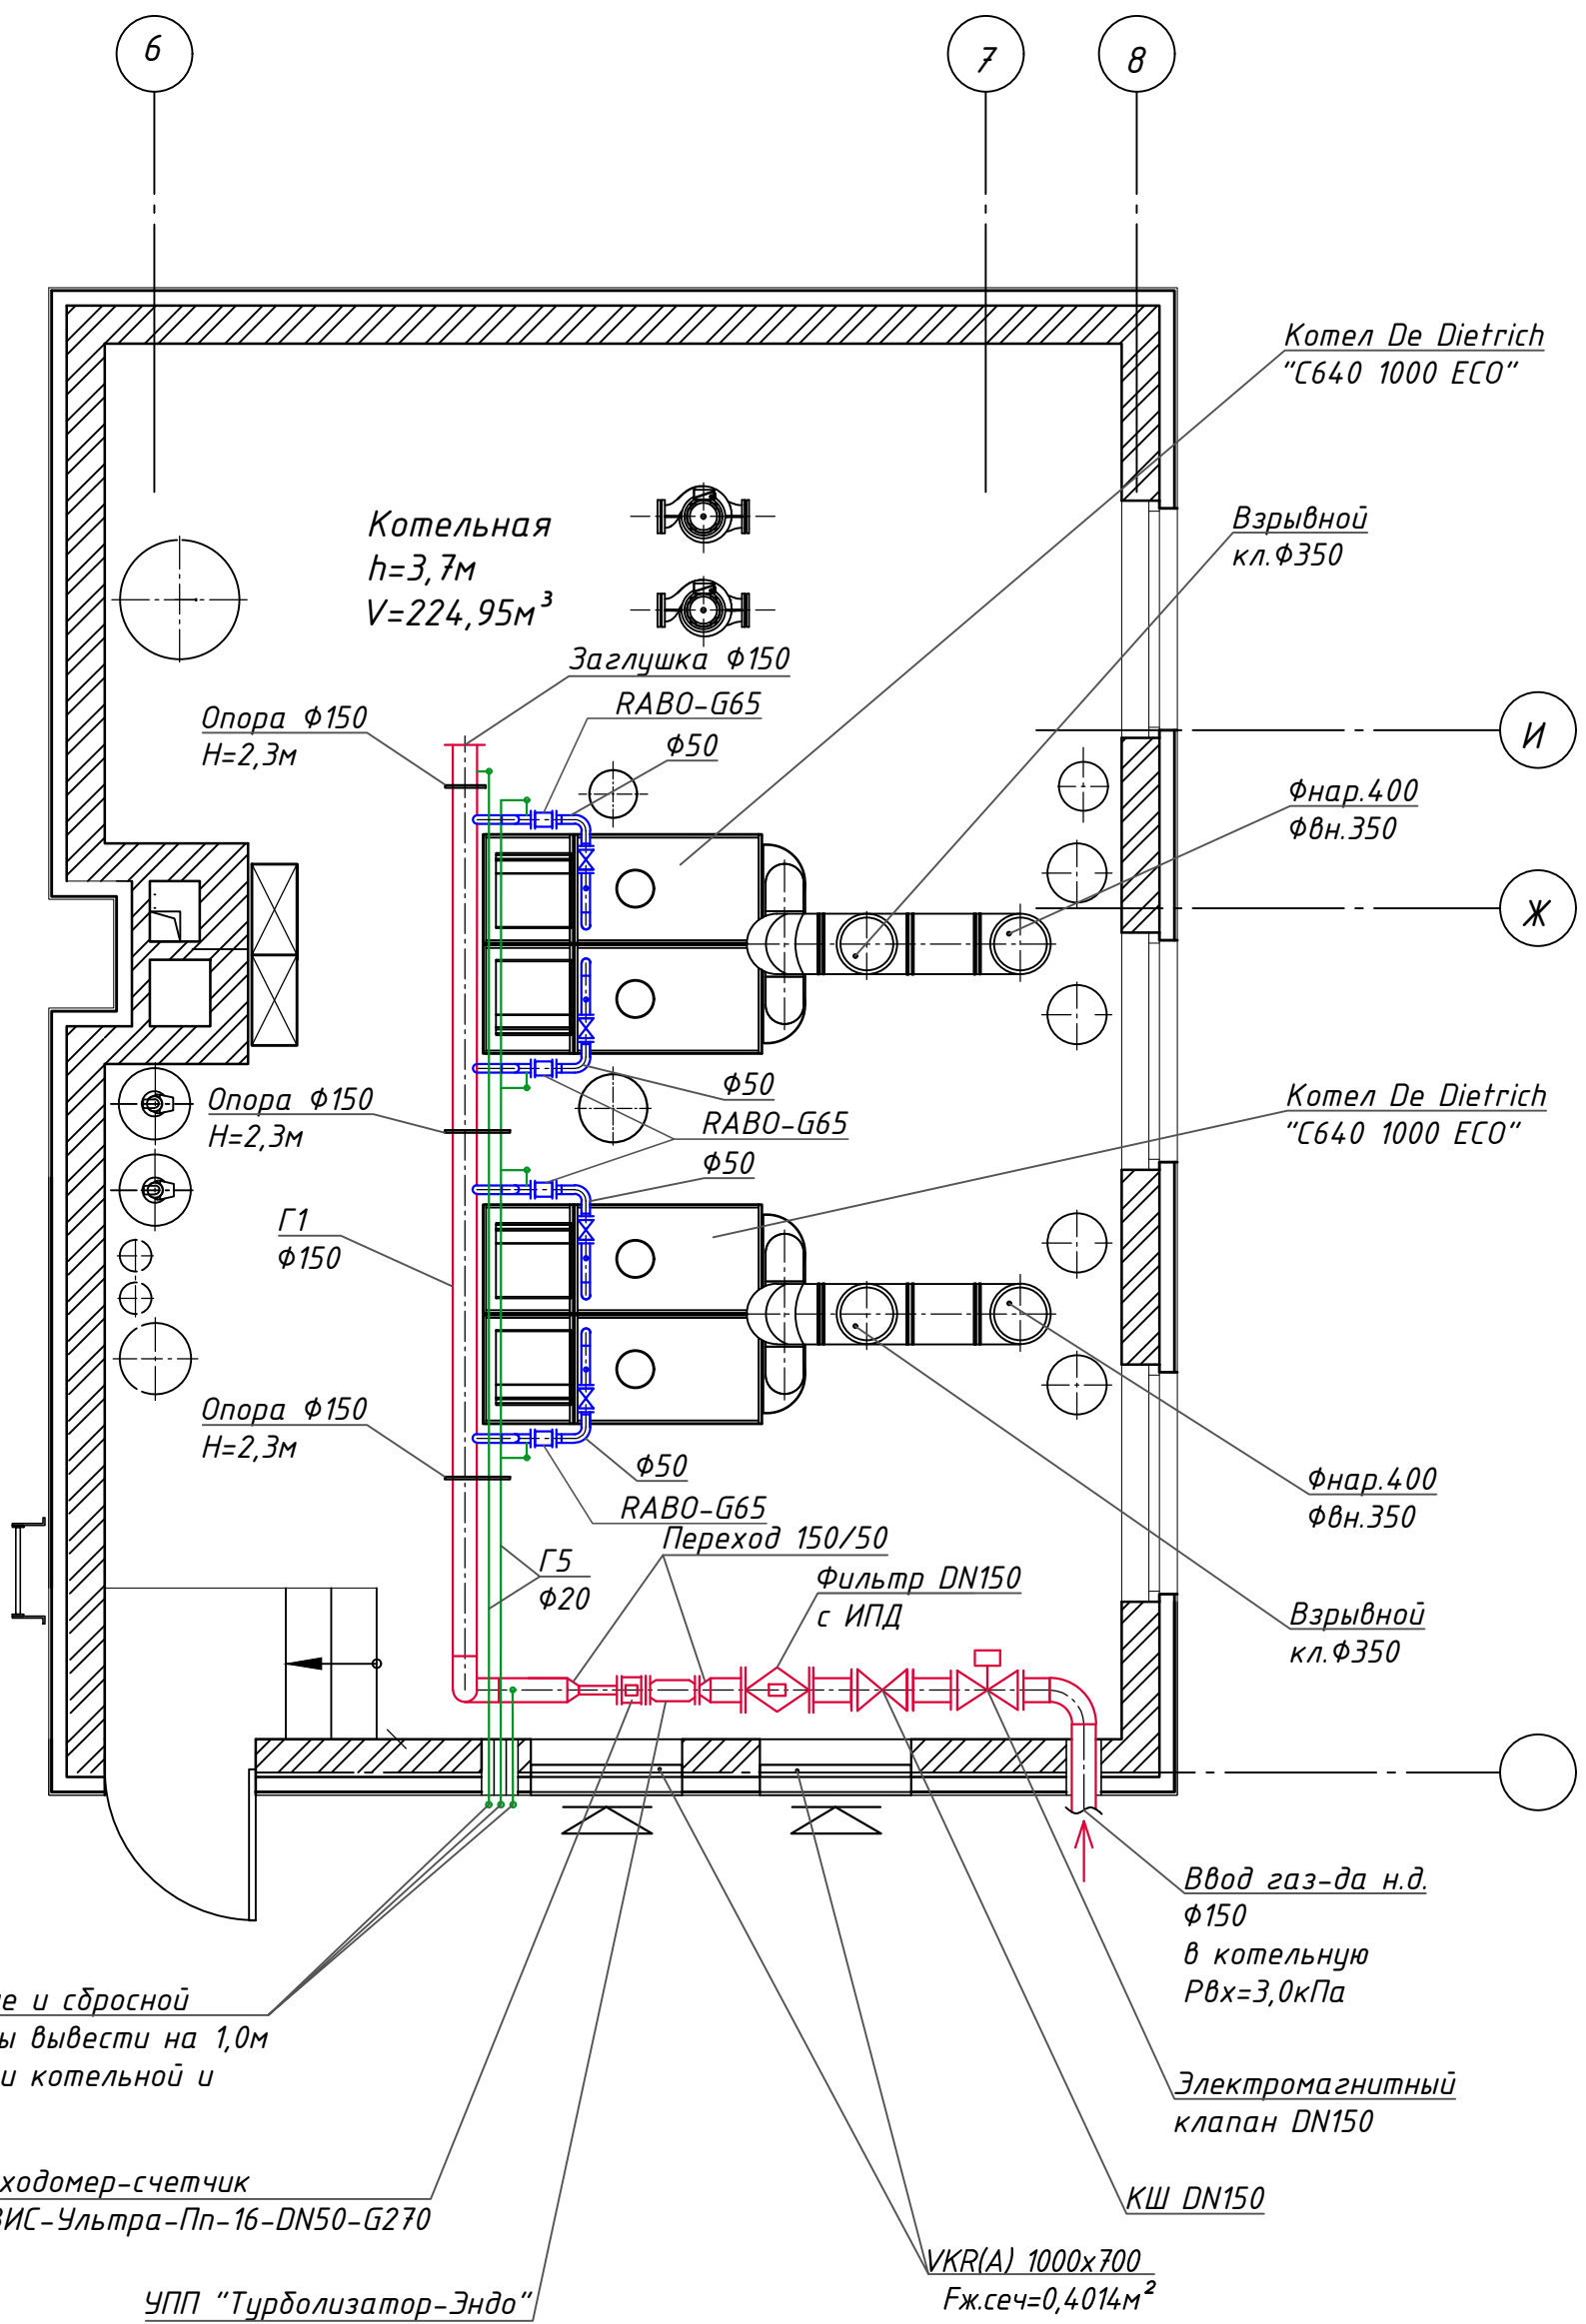 6
7
8
Котел De Dietrich
"C640 1000 ECO"
Взрывной
кл.Ф350
Котельная
h=3,7м
V=224,95м³
Заглушка Ф150
RABO-G65
Ф50
Опора Ф150
Н=2,3м
И
Фнар.400
Фвн.350
Ж
Опора Ф150
Н=2,3м
Ф50
RABO-G65
Ф50
Котел De Dietrich
"C640 1000 ECO"
Г1
Ф150
Опора Ф150
Н=2,3м
Ф50
RABO-G65
Фнар.400
Фвн.350
Переход 150/50
Г5
Ф20
Фильтр DN150
с ИПД
Взрывной
кл.Ф350
Ввод газ-да н.д.
Ф150
в котельную
Рвх=3,0кПа
е и сбросной
ы вывести на 1,0м
и котельной и
Электромагнитный
клапан DN150
ходомер-счетчик
ВИС-Ультра-Пп-16-DN50-G270
КШ DN150
VKR(A) 1000x700
Fж.сеч=0,4014м²
УПП "Турболизатор-Эндо"